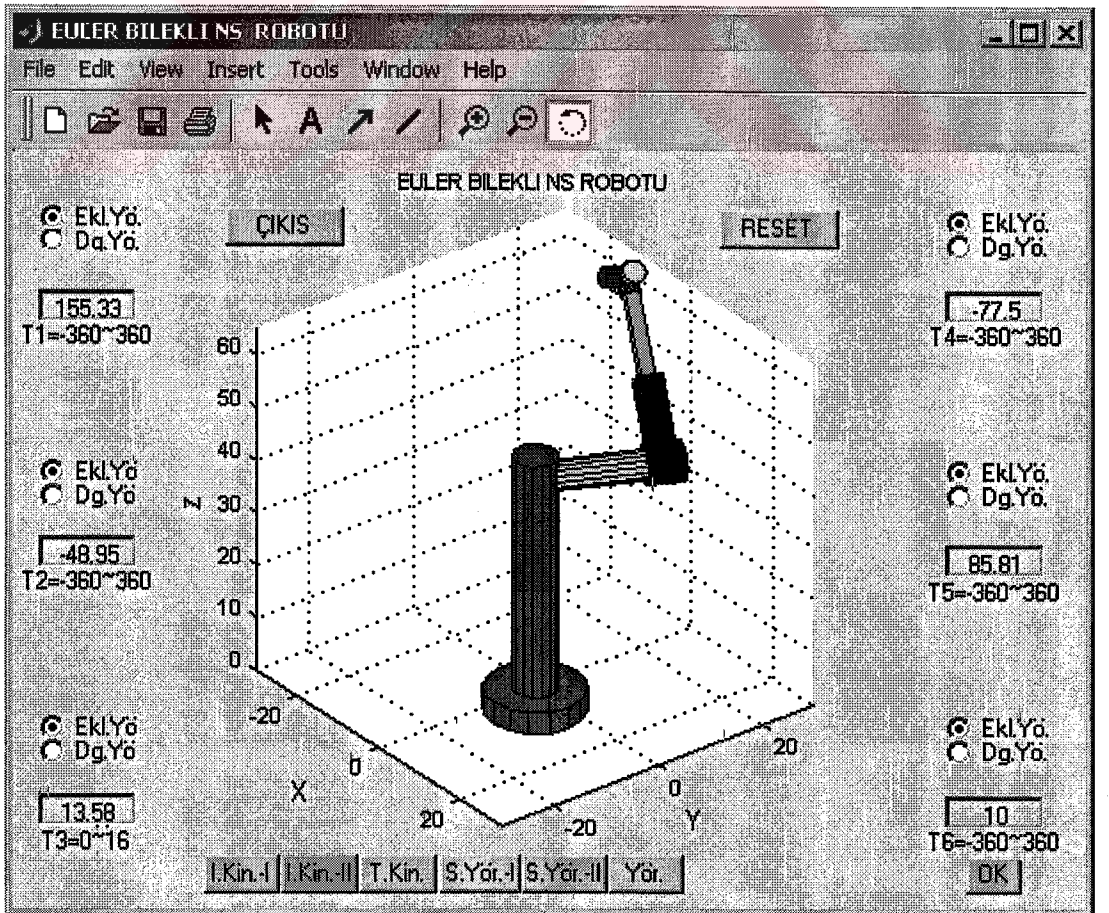 EULER BILEKLI NS ROBOTU
File Edit View Insert Tools Window Help
EULER BILEKLI NS ROBOTU
ÇIKIS
RESET
Ekl.Yö.
Dg.Yö.
155.33
T1=-360~360
Ekl.Yö
Dg.Yö
-48.95
T2=-360~360
Ekl.Yö
Dg.Yö
13.58
T3=0~16
60
50
40
30
20
10
0
Z
-20
0
20
X
-20
0
20
Y
Ekl.Yö.
Dg.Yö.
-77.5
T4=-360~360
Ekl.Yö.
Dg.Yö.
85.81
T5=-360~360
Ekl.Yö.
Dg.Yö.
10
T6=-360~360
I.Kin.-I I.Kin.-II T.Kin. S.Yör.-I S.Yör.-II Yör.
OK